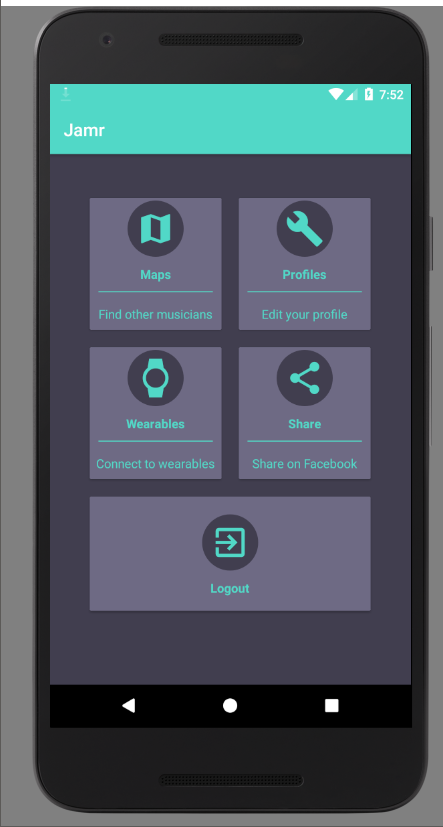 7:52
Jamr
Maps
Find other musicians
Profiles
Edit your profile
Wearables
Connect to wearables
Share
Share on Facebook
Logout